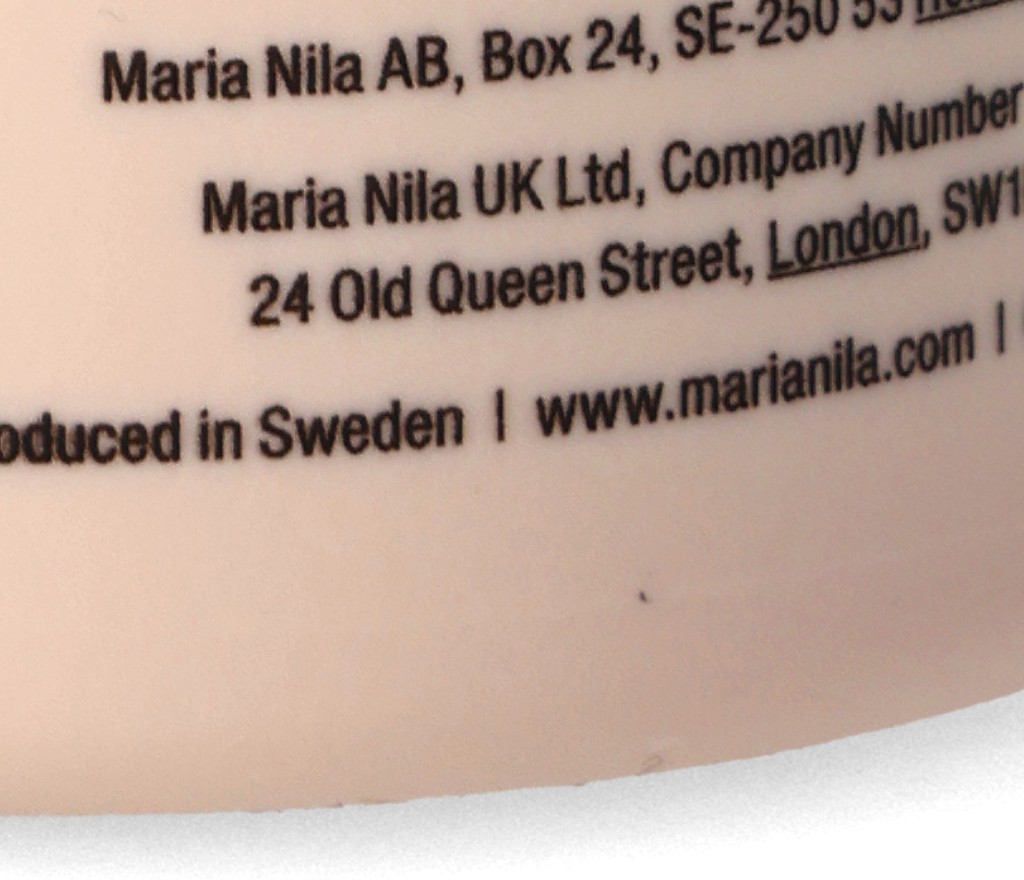 Maria Nila AB, Box 24, SE-250 53
Maria Nila UK Ltd, Company Number
24 Old Queen Street, London, SW1
oduced in Sweden | www.marianila.com |